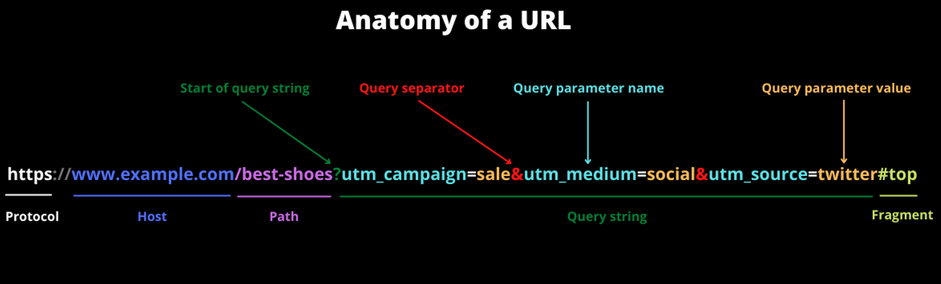 Anatomy of a URL
Start of query string Query separator Query parameter name Query parameter value
https://www.example.com/best-shoes?utm_campaign=sale&utm_medium=social&utm_source=twitter#top
Protocol Host Path Query string Fragment